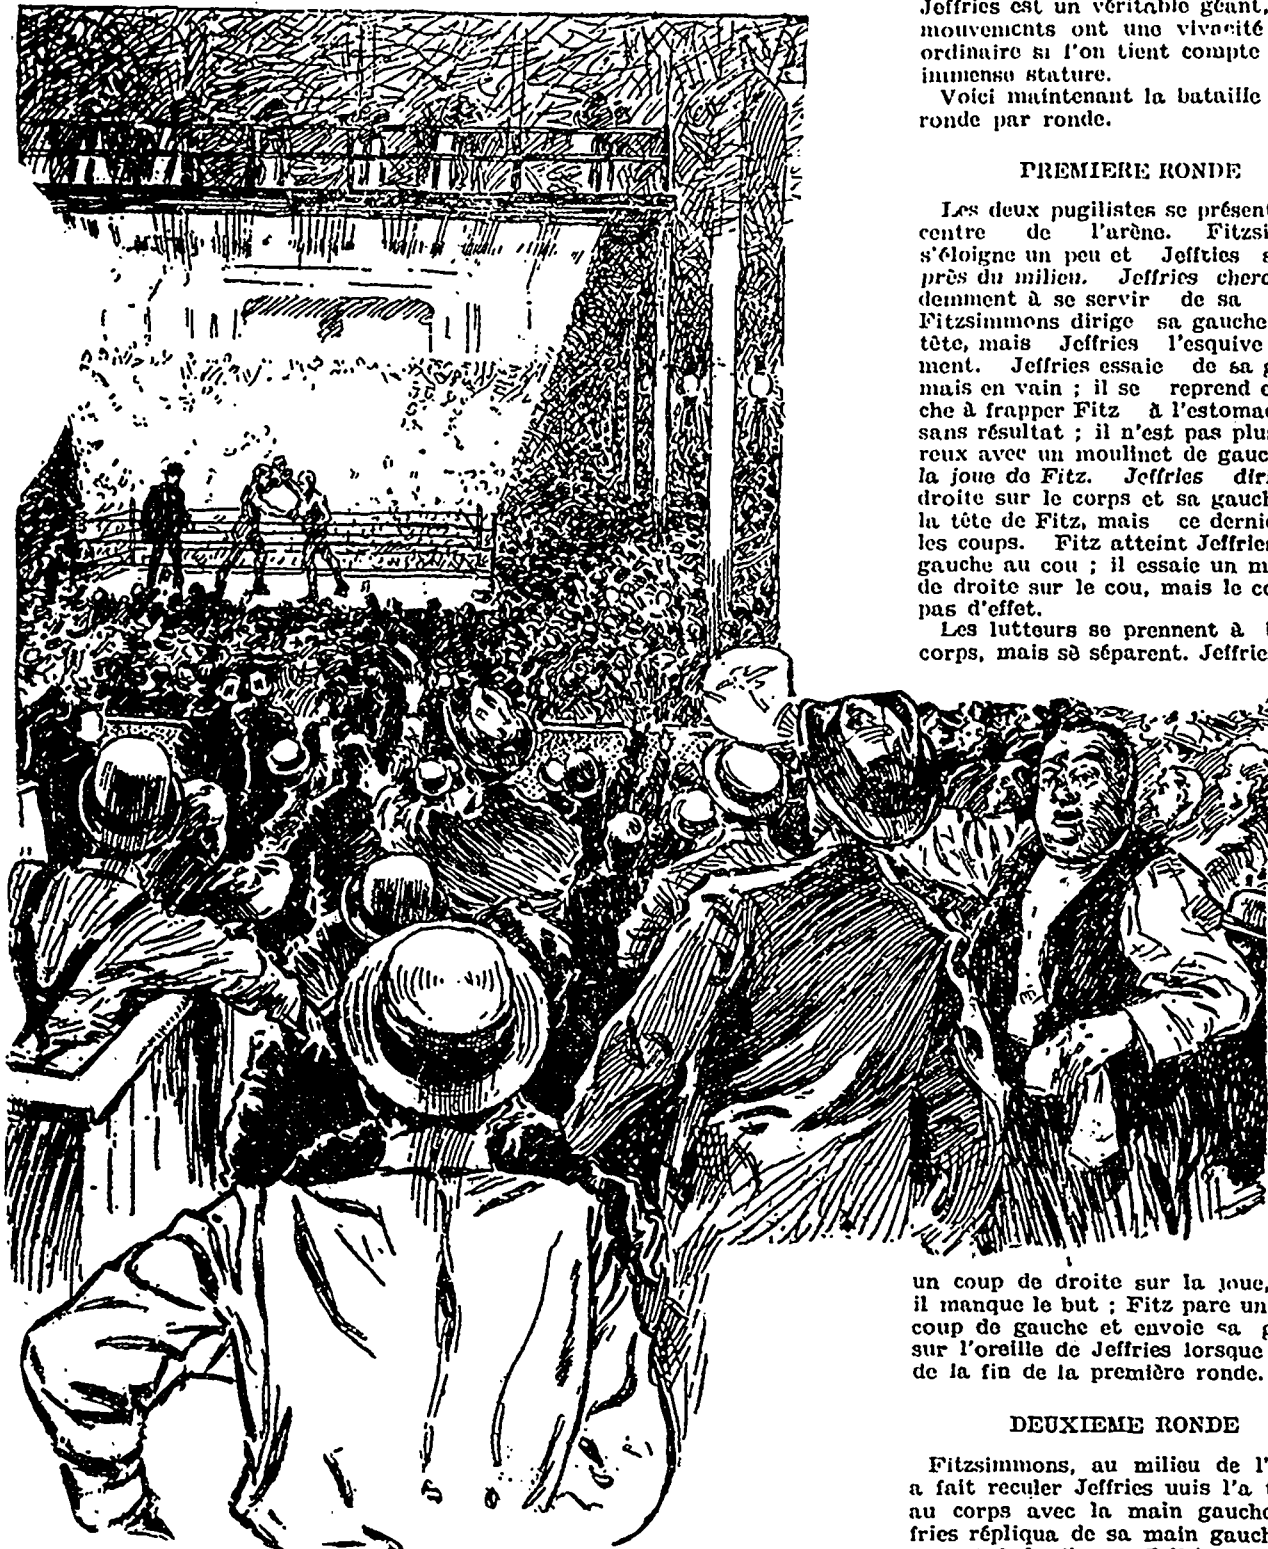 Jeffries est un véritable géant,
mouvements ont une vivacité
ordinaire si l'on tient compte
immense stature.
Voici maintenant la bataille
ronde par ronde.
PREMIERE RONDE
Les deux pugilistes se présent
centre de l'arène. Fitzsi
s'éloigne un peu et Jeffties s
près du milieu. Jeffries cherc
demment à se servir de sa
Fitzsimmons dirige sa gauche
tête, mais Jeffries l'esquive
ment. Jeffries essaie de sa g
mais en vain ; il se reprend e
che à frapper Fitz à l'estomac
sans résultat ; il n'est pas plus
reux avec un moulinet de gauc
la joue de Fitz. Jeffries dir
droite sur le corps et sa gauch
la tête de Fitz, mais ce dernie
les coups. Fitz atteint Jeffries
gauche au cou ; il essaie un m
de droite sur le cou, mais le co
pas d'effet.
Les lutteurs se prennent à
corps, mais se séparent. Jeffrie
un coup de droite sur la joue,
il manque le but ; Fitz pare un
coup de gauche et envoie sa g
sur l'oreille de Jeffries lorsque
de la fin de la première ronde.
DEUXIEME RONDE
Fitzsimmons, au milieu de l'
a fait reculer Jeffries uuis l'a t
au corps avec la main gauche
fries répliqua de sa main gauch